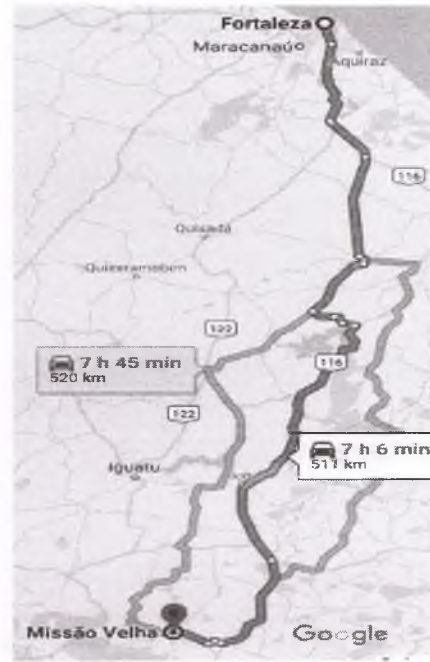 Fortaleza
Maracanaú
Aquiraz
116
Quixadá
Quixeramobim
122
116
7 h 45 min
520 km
122
7 h 6 min
511 km
Iguatu
Missão Velha
Google